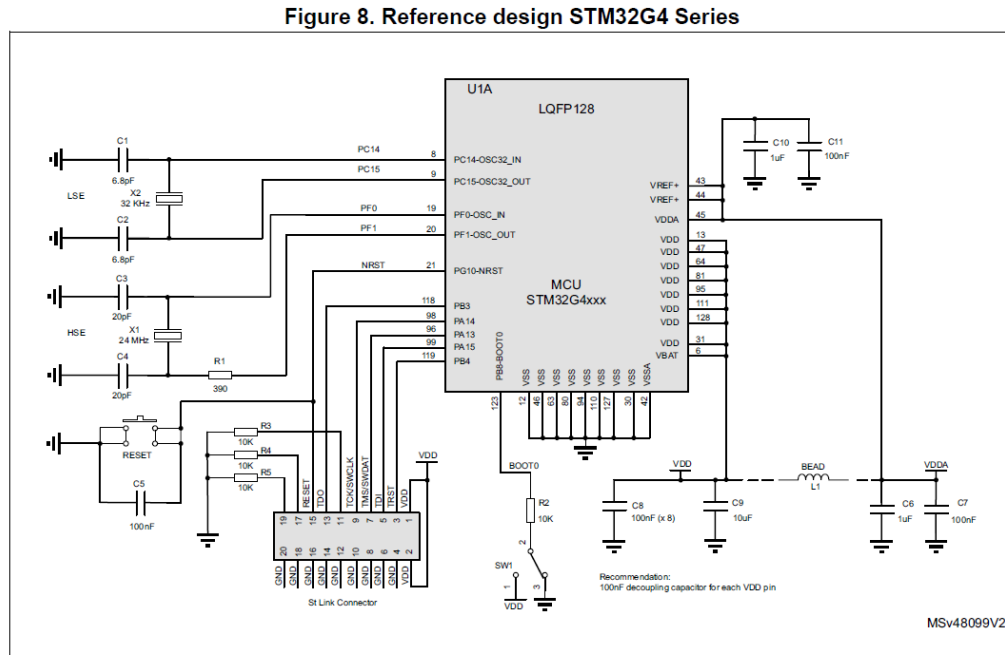 Figure 8. Reference design STM32G4 Series
U1A
LQFP128
MCU
STM32G4xxx
C1
6.8pF
LSE
X2
32 KHz
C2
6.8pF
C3
20pF
HSE
X1
24 MHz
C4
20pF
R1
390
RESET
C5
100nF
PC14
8
PC14-OSC32_IN
PC15
9
PC15-OSC32_OUT
PF0
19
PF0-OSC_IN
PF1
20
PF1-OSC_OUT
NRST
21
PG10-NRST
118
PB3
98
PA14
96
PA13
99
PA15
119
PB4
VREF+ 43
VREF+ 44
VDDA 45
VDD 13
VDD 47
VDD 64
VDD 81
VDD 95
VDD 111
VDD 128
VDD 31
VBAT 6
C10
1uF
C11
100nF
PB8-BOOT0
VSS
VSS
VSS
VSS
VSS
VSS
VSS
VSS
VSSA
123
12
46
63
80
94
110
127
30
42
R3
10K
R4
10K
R5
10K
RESET
TDO
TCK/SWCLK
TMS/SWDAT
TDI
TRST
VDD
VDD
19 17 15 13 11 9 7 5 3 1
20 18 16 14 12 10 8 6 4 2
GND GND GND GND GND GND GND GND GND VDD
St Link Connector
BOOT0
R2
10K
2
SW1
1
3
VDD
VDD
BEAD
L1
VDDA
C8
100nF (x 8)
C9
10uF
C6
1uF
C7
100nF
Recommendation:
100nF decoupling capacitor for each VDD pin
MSv48099V2